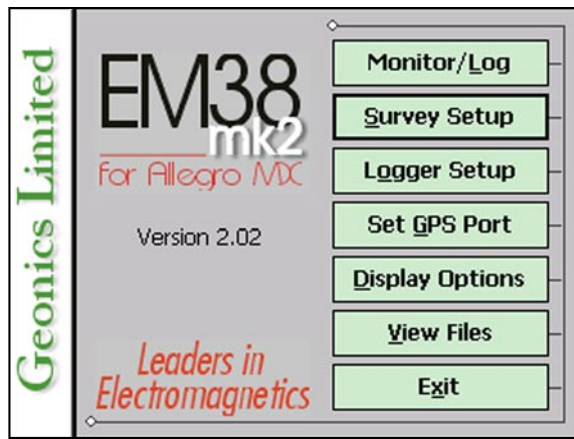 Geonics Limited
EM38
mk2
for Allegro MX
Version 2.02
Leaders in
Electromagnetics
Monitor/Log
Survey Setup
Logger Setup
Set GPS Port
Display Options
View Files
Exit